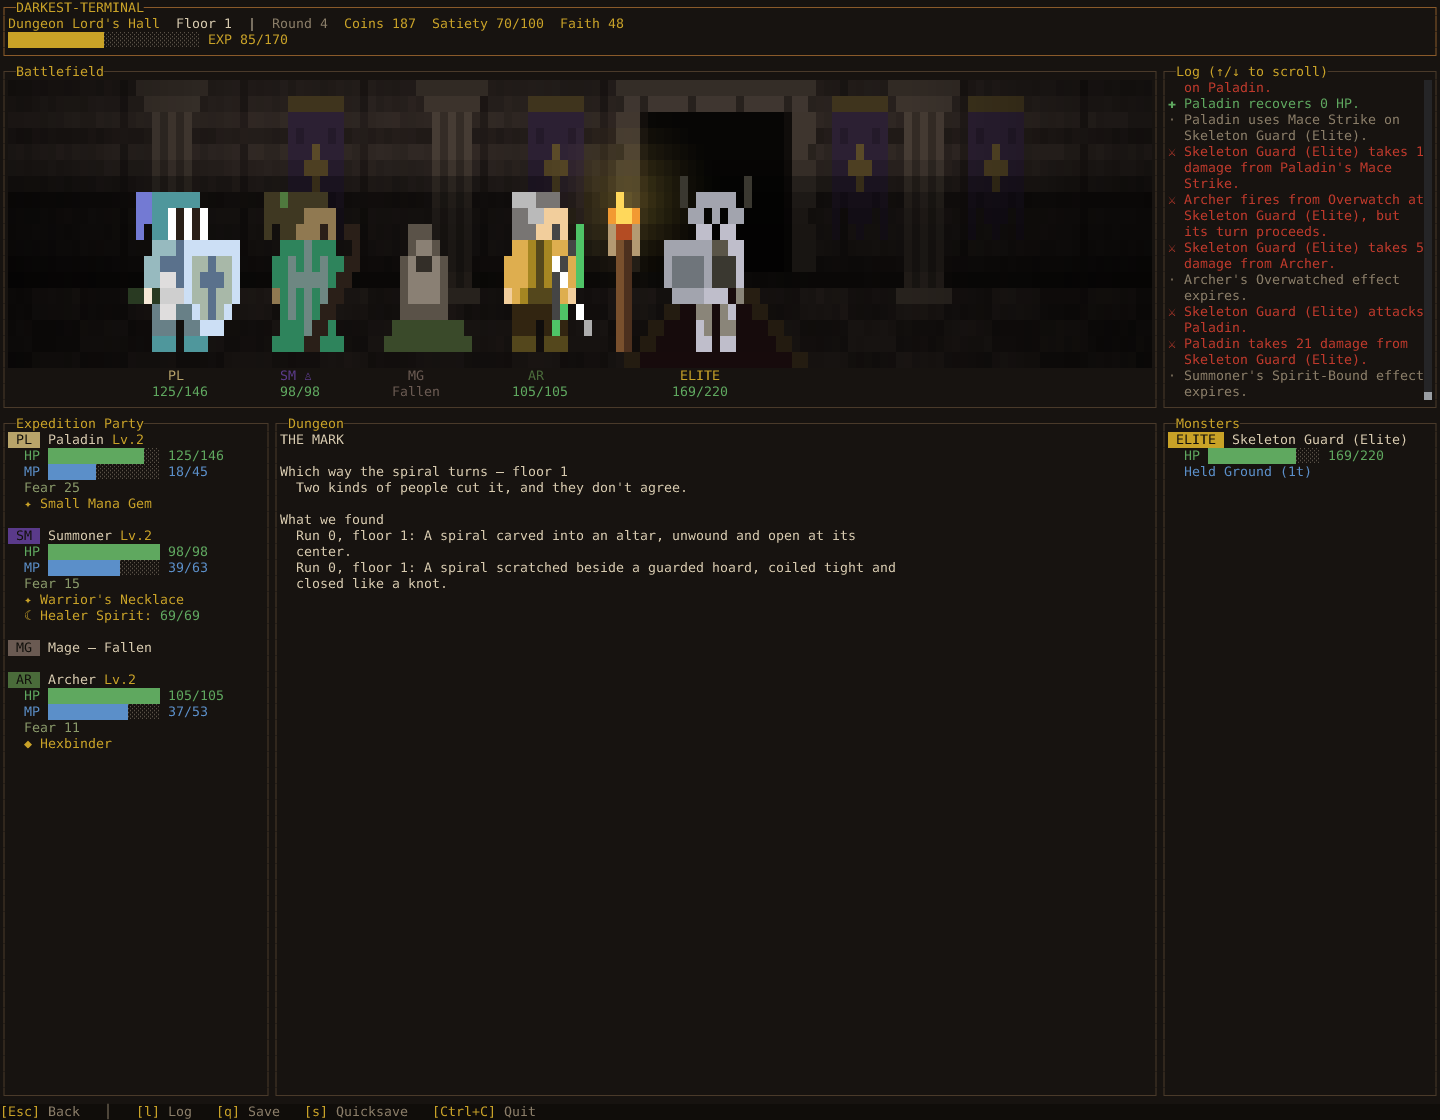 DARKEST-TERMINAL
Dungeon Lord's Hall Floor 1 | Round 4 Coins 187 Satiety 70/100 Faith 48
EXP 85/170
Battlefield
PL
125/146
SM ♙
98/98
MG
Fallen
AR
105/105
ELITE
169/220
Log (↑/↓ to scroll)
on Paladin.
✚ Paladin recovers 0 HP.
· Paladin uses Mace Strike on
Skeleton Guard (Elite).
⚔ Skeleton Guard (Elite) takes 1
damage from Paladin's Mace
Strike.
⚔ Archer fires from Overwatch at
Skeleton Guard (Elite), but
its turn proceeds.
⚔ Skeleton Guard (Elite) takes 5
damage from Archer.
· Archer's Overwatched effect
expires.
⚔ Skeleton Guard (Elite) attacks
Paladin.
⚔ Paladin takes 21 damage from
Skeleton Guard (Elite).
· Summoner's Spirit-Bound effect
expires.
Expedition Party
PL Paladin Lv.2
HP 125/146
MP 18/45
Fear 25
✦ Small Mana Gem
SM Summoner Lv.2
HP 98/98
MP 39/63
Fear 15
✦ Warrior's Necklace
☾ Healer Spirit: 69/69
MG Mage — Fallen
AR Archer Lv.2
HP 105/105
MP 37/53
Fear 11
◆ Hexbinder
Dungeon
THE MARK
Which way the spiral turns — floor 1
Two kinds of people cut it, and they don't agree.
What we found
Run 0, floor 1: A spiral carved into an altar, unwound and open at its
center.
Run 0, floor 1: A spiral scratched beside a guarded hoard, coiled tight and
closed like a knot.
Monsters
ELITE Skeleton Guard (Elite)
HP 169/220
Held Ground (1t)
[Esc] Back │ [l] Log [q] Save [s] Quicksave [Ctrl+C] Quit